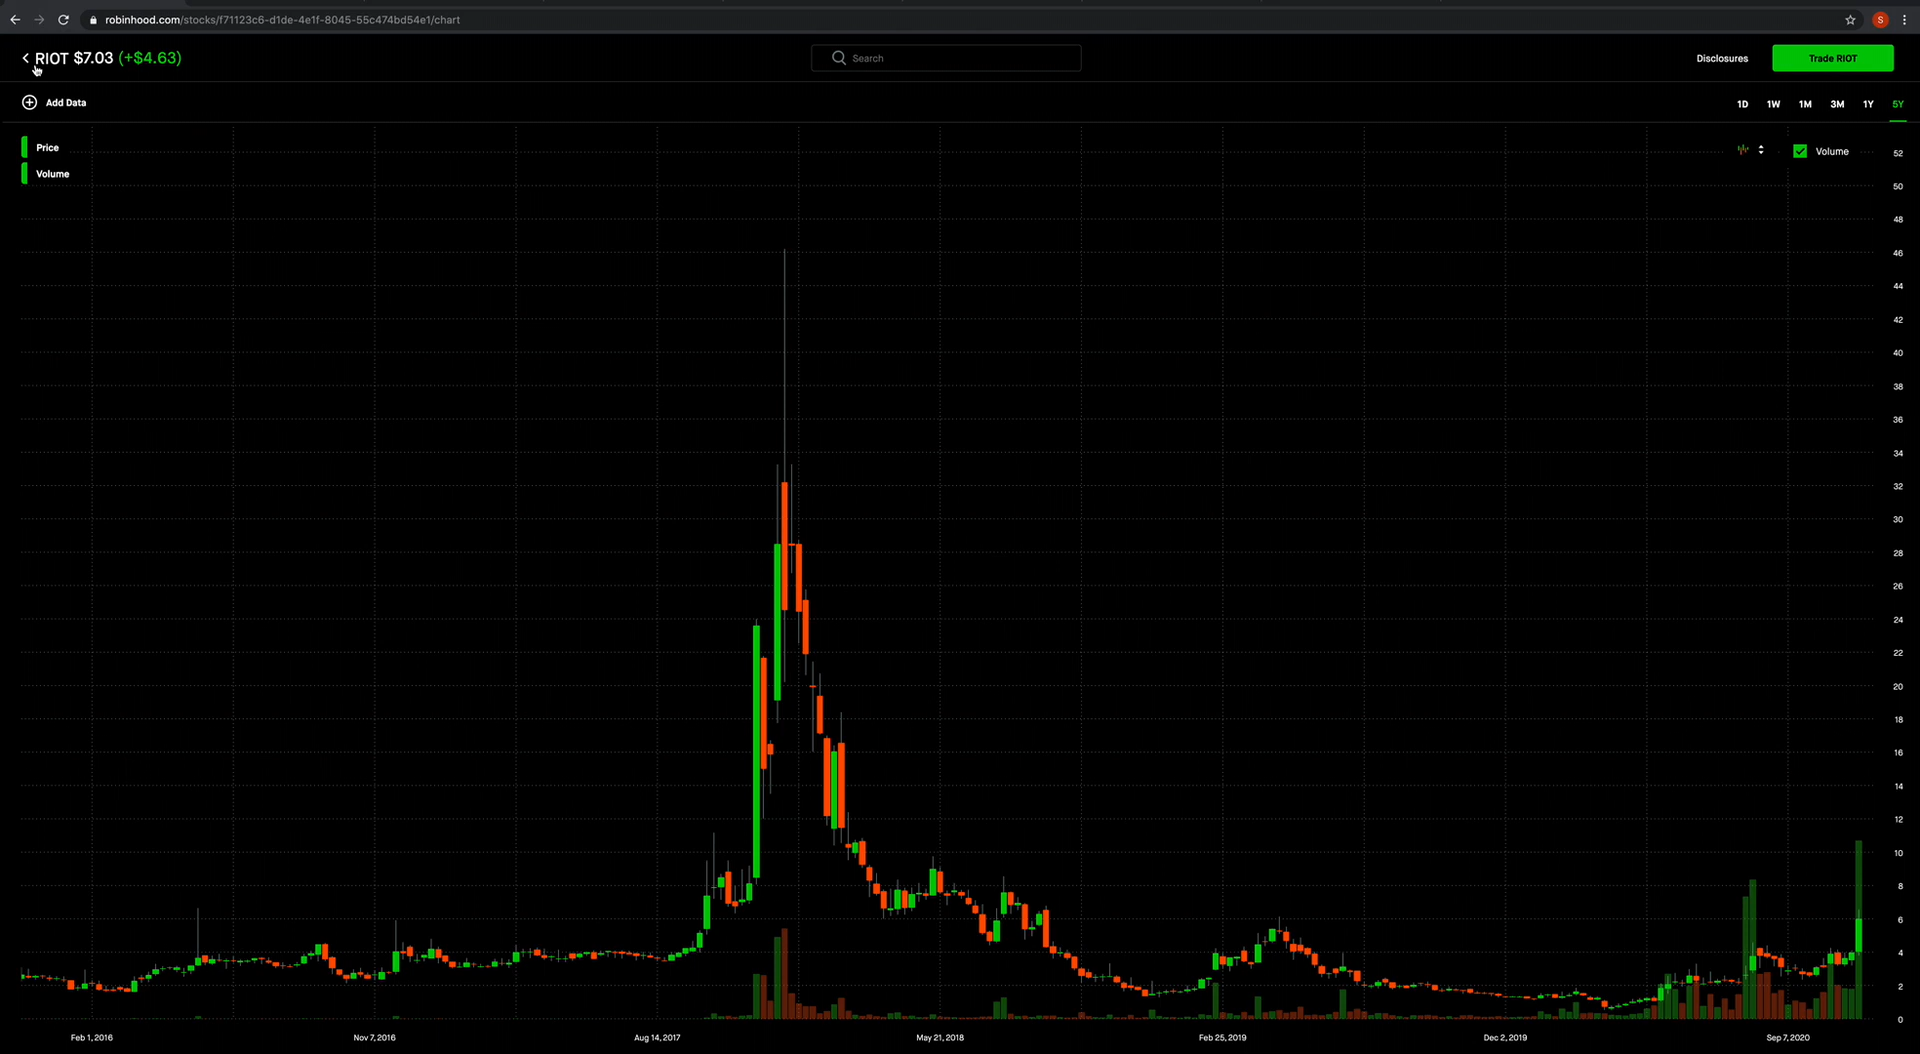 robinhood.com/stocks/f71123c6-d1de-4e1f-8045-55c474bd54e1/chart
S
RIOT $7.03 (+$4.63)
Search
Disclosures
Trade RIOT
Add Data
1D 1W 1M 3M 1Y 5Y
Price
Volume
Volume
52
50
48
46
44
42
40
38
36
34
32
30
28
26
24
22
20
18
16
14
12
10
8
6
4
2
0
Feb 1, 2016 Nov 7, 2016 Aug 14, 2017 May 21, 2018 Feb 25, 2019 Dec 2, 2019 Sep 7, 2020